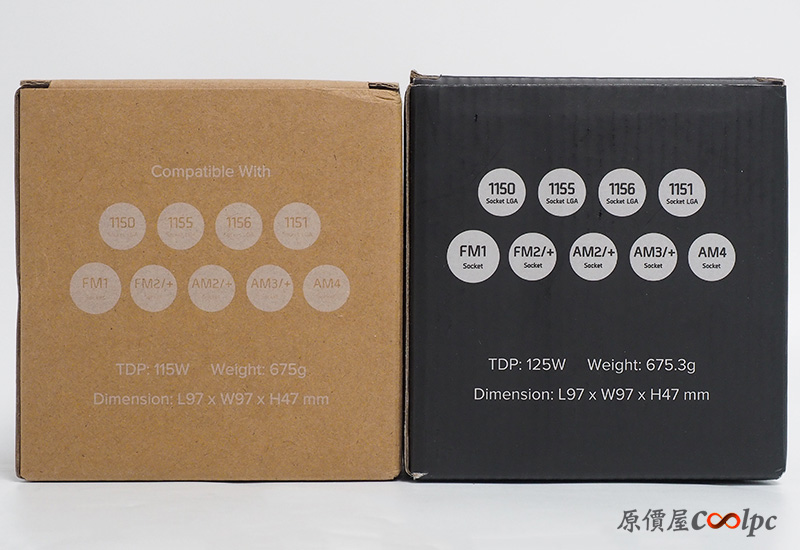 Compatible With
1150 1155 1156 1151
FM1 FM2/+ AM2/+ AM3/+ AM4
TDP: 115W Weight: 675g
Dimension: L97 x W97 x H47 mm
1150 1155 1156 1151
Socket LGA Socket LGA Socket LGA Socket LGA
FM1 FM2/+ AM2/+ AM3/+ AM4
Socket Socket Socket Socket Socket
TDP: 125W Weight: 675.3g
Dimension: L97 x W97 x H47 mm
原價屋Coolpc